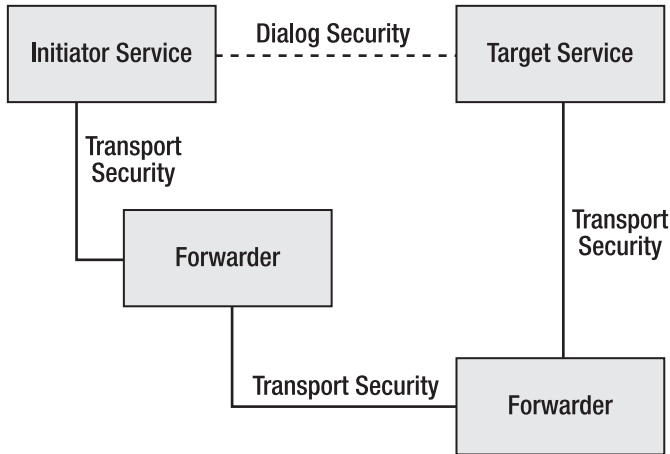 Dialog Security
Initiator Service
Target Service
Transport
Security
Transport
Security
Forwarder
Transport Security
Forwarder